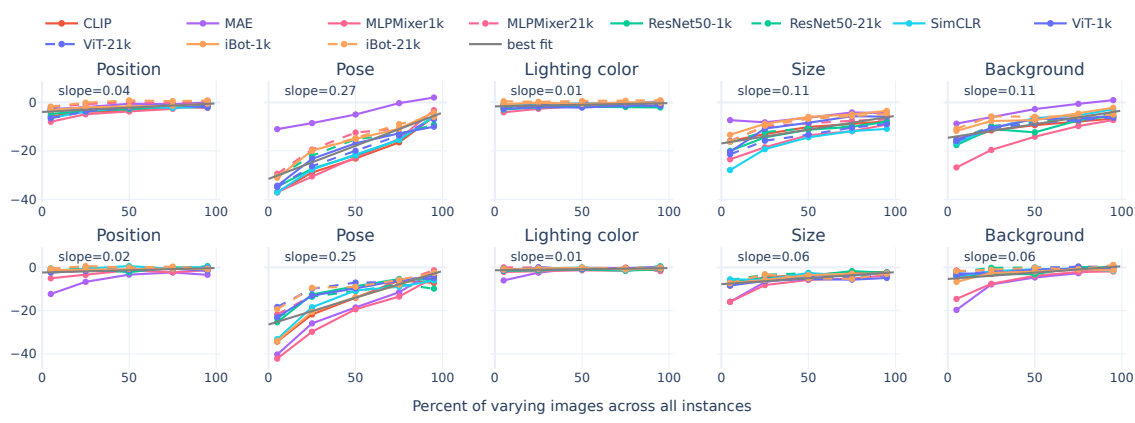 CLIP MAE MLPMixer1k MLPMixer21k ResNet50-1k ResNet50-21k SimCLR ViT-1k
ViT-21k iBot-1k iBot-21k best fit
Position Pose Lighting color Size Background
slope=0.04 slope=0.27 slope=0.01 slope=0.11 slope=0.11
0
−20
−40
0 50 100 0 50 100 0 50 100 0 50 100 0 50 100
Position Pose Lighting color Size Background
slope=0.02 slope=0.25 slope=0.01 slope=0.06 slope=0.06
0
−20
−40
0 50 100 0 50 100 0 50 100 0 50 100 0 50 100
Percent of varying images across all instances